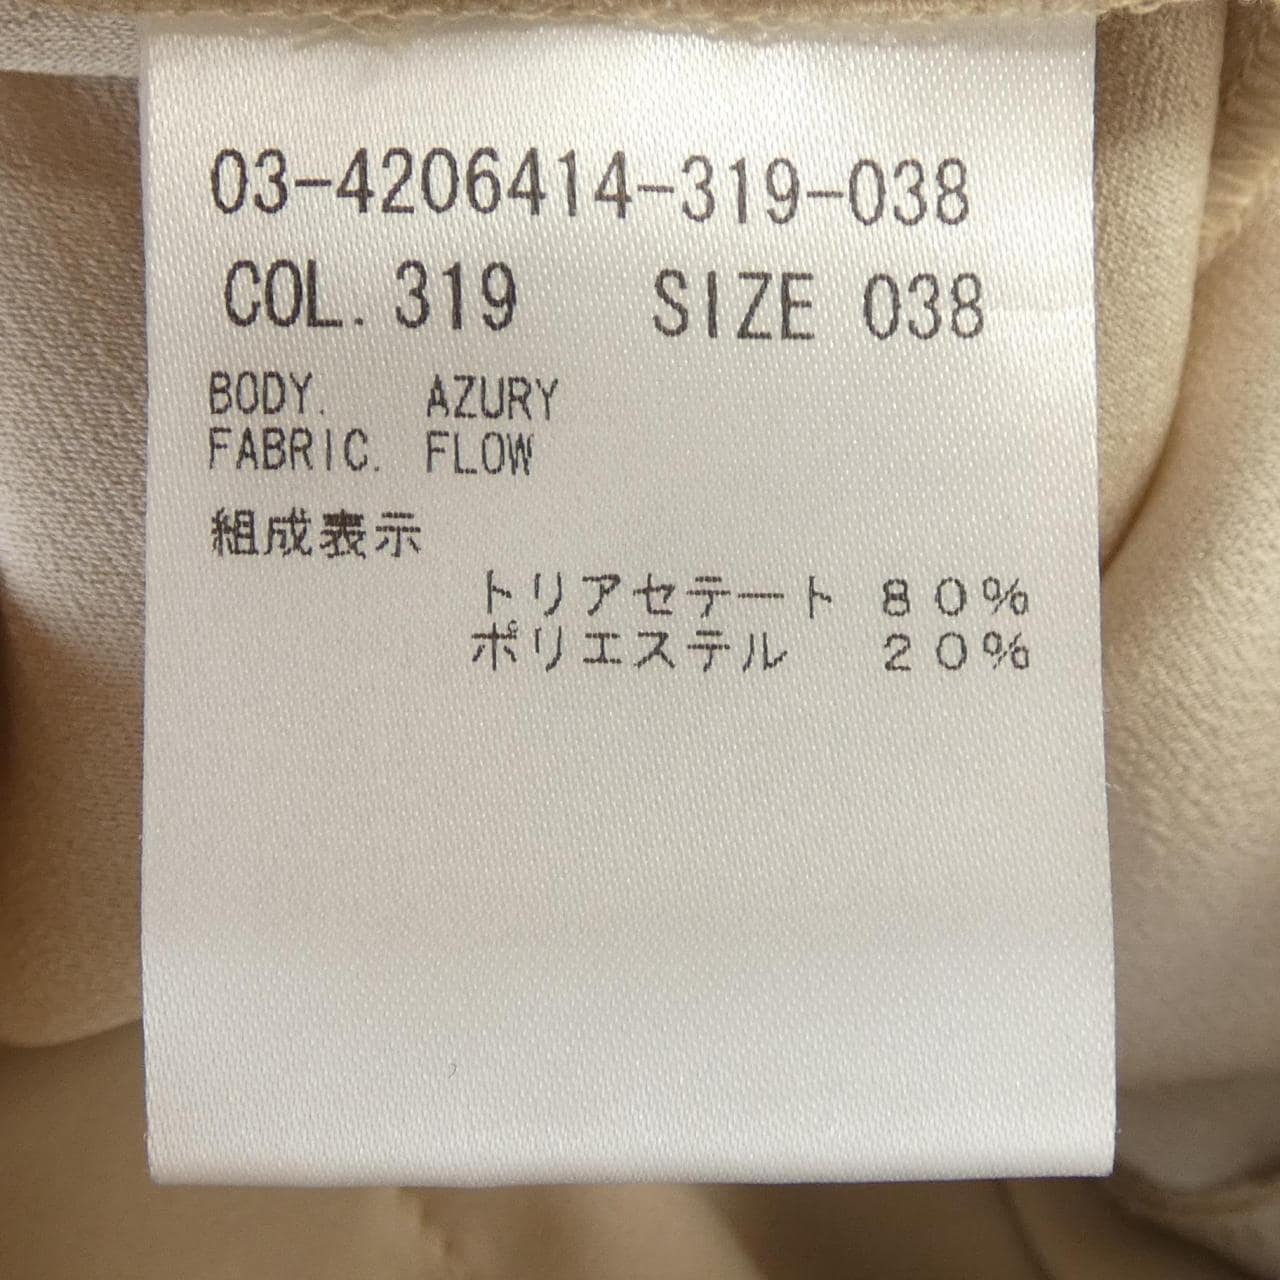 03-4206414-319-038
COL. 319 SIZE 038
BODY. AZURY
FABRIC. FLOW
組成表示
トリアセテート 80%
ポリエステル 20%